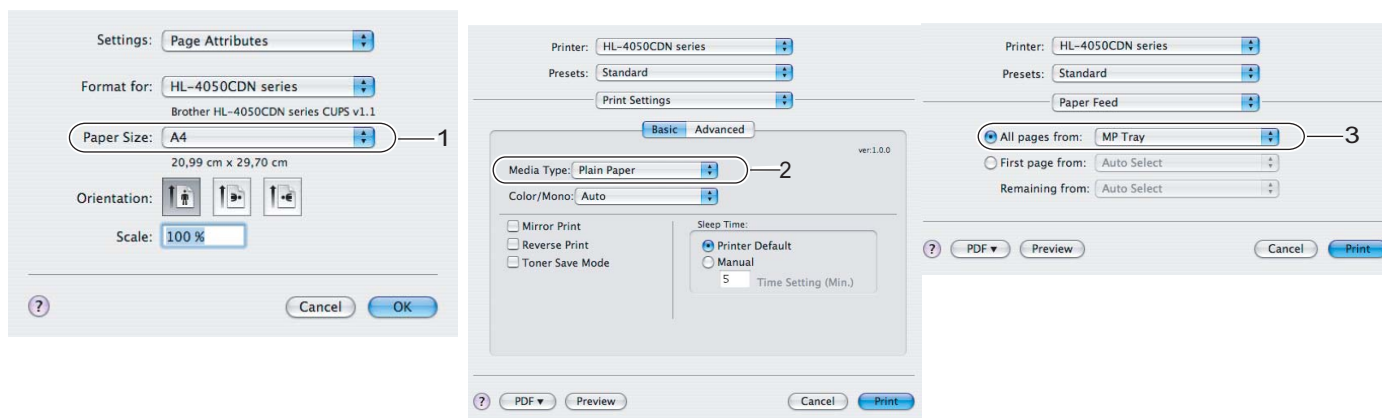 Settings: Page Attributes
Format for: HL-4050CDN series
Brother HL-4050CDN series CUPS v1.1
Paper Size: A4
1
20,99 cm x 29,70 cm
Orientation:
Scale: 100 %
?
Cancel
OK
Printer: HL-4050CDN series
Presets: Standard
Print Settings
Basic Advanced
ver:1.0.0
Media Type: Plain Paper
2
Color/Mono: Auto
Mirror Print
Reverse Print
Toner Save Mode
Sleep Time:
Printer Default
Manual
5 Time Setting (Min.)
?
PDF▼
Preview
Cancel
Print
Printer: HL-4050CDN series
Presets: Standard
Paper Feed
All pages from: MP Tray
3
First page from: Auto Select
Remaining from: Auto Select
?
PDF▼
Preview
Cancel
Print